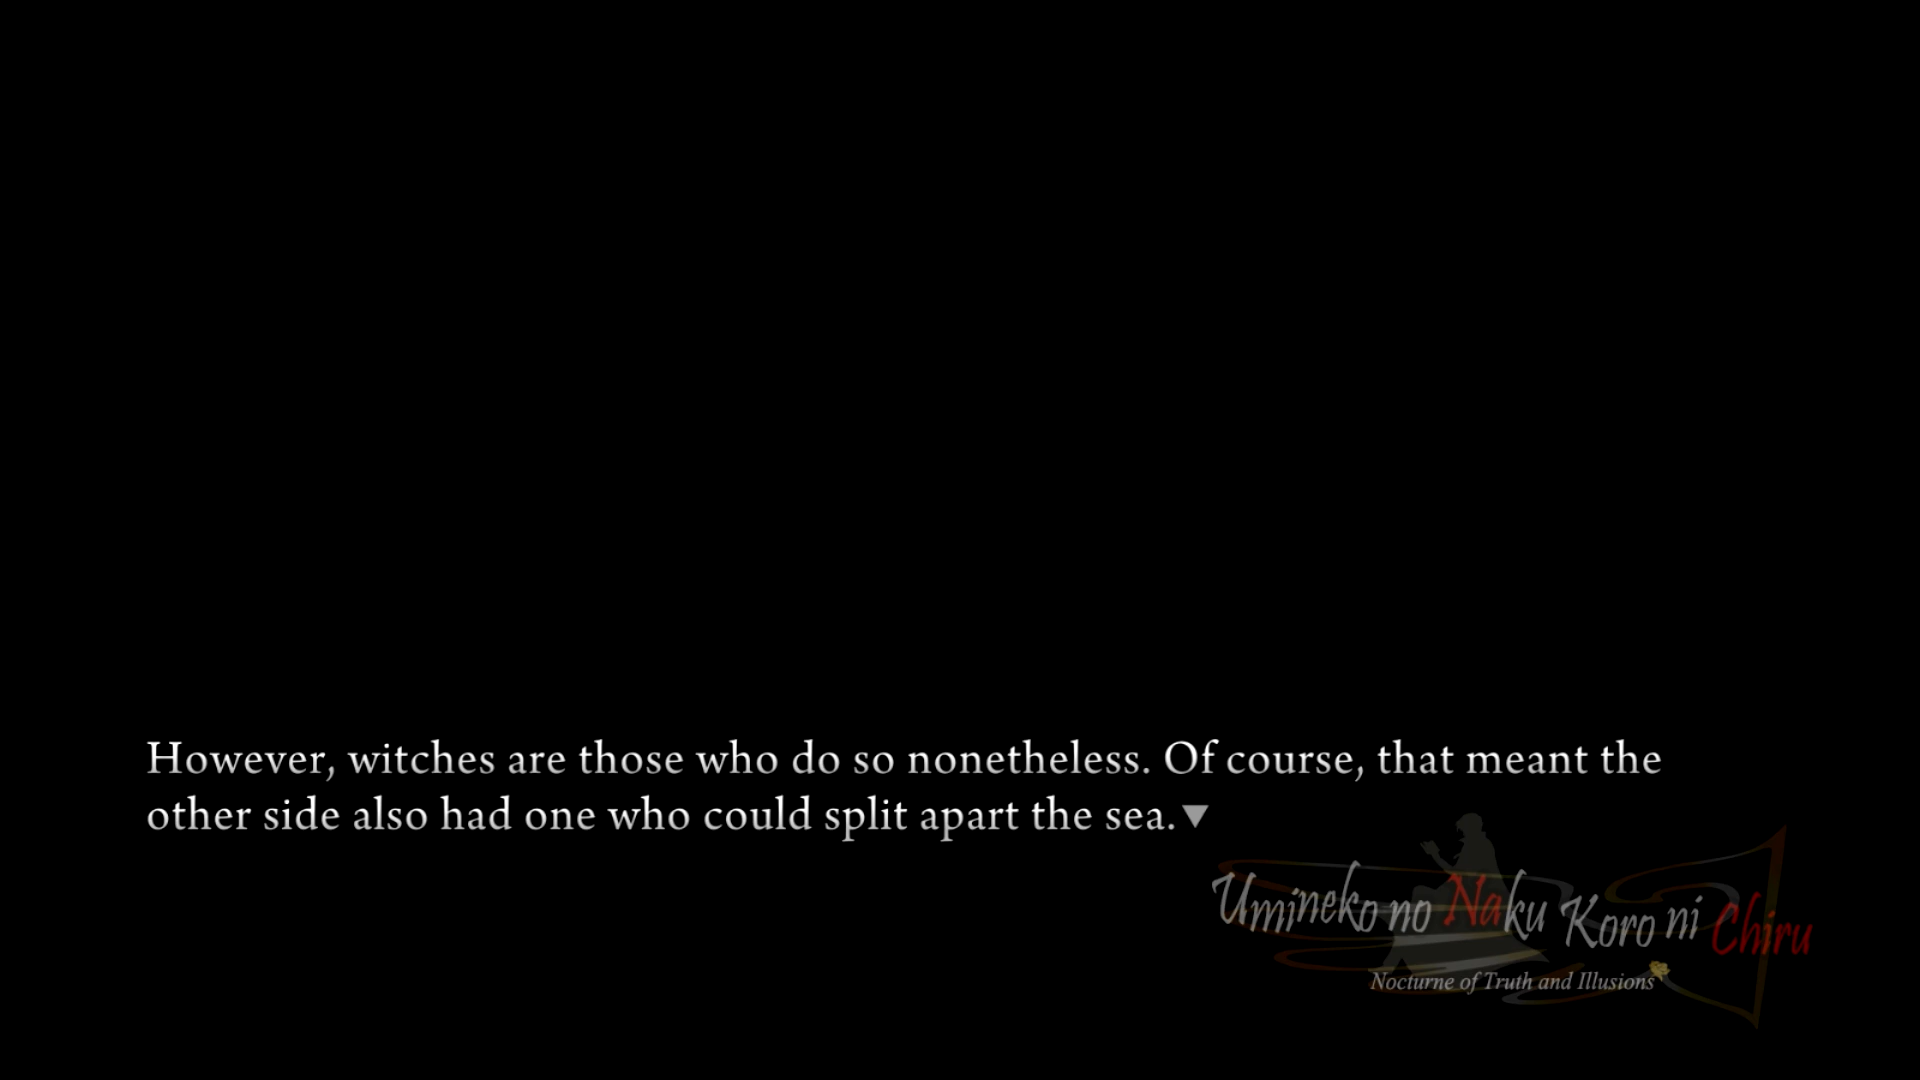 However, witches are those who do so nonetheless. Of course, that meant the
other side also had one who could split apart the sea.
Umineko no Naku Koro ni Chiru
Nocturne of Truth and Illusions